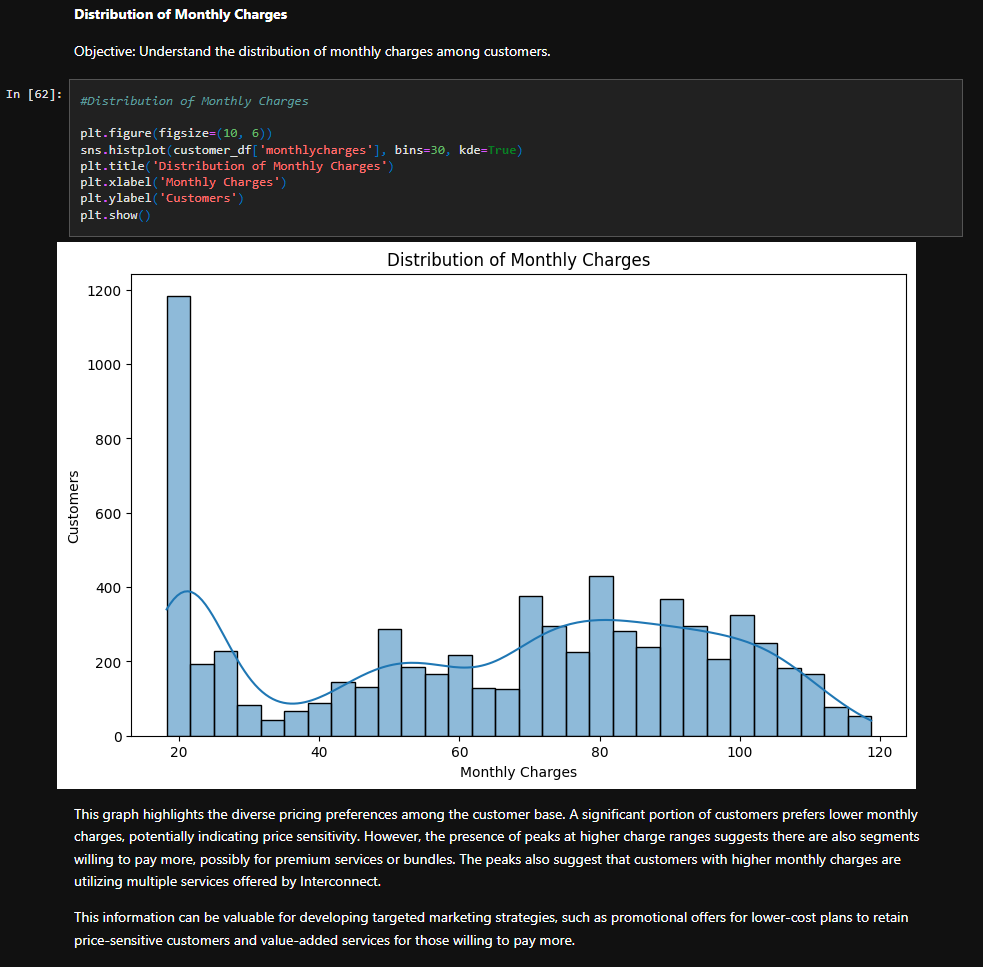 Distribution of Monthly Charges
Objective: Understand the distribution of monthly charges among customers.
In [62]:
#Distribution of Monthly Charges
plt.figure(figsize=(10, 6))
sns.histplot(customer_df['monthlycharges'], bins=30, kde=True)
plt.title('Distribution of Monthly Charges')
plt.xlabel('Monthly Charges')
plt.ylabel('Customers')
plt.show()
Distribution of Monthly Charges
1200
1000
800
600
400
200
0
Customers
20 40 60 80 100 120
Monthly Charges
This graph highlights the diverse pricing preferences among the customer base. A significant portion of customers prefers lower monthly
charges, potentially indicating price sensitivity. However, the presence of peaks at higher charge ranges suggests there are also segments
willing to pay more, possibly for premium services or bundles. The peaks also suggest that customers with higher monthly charges are
utilizing multiple services offered by Interconnect.
This information can be valuable for developing targeted marketing strategies, such as promotional offers for lower-cost plans to retain
price-sensitive customers and value-added services for those willing to pay more.